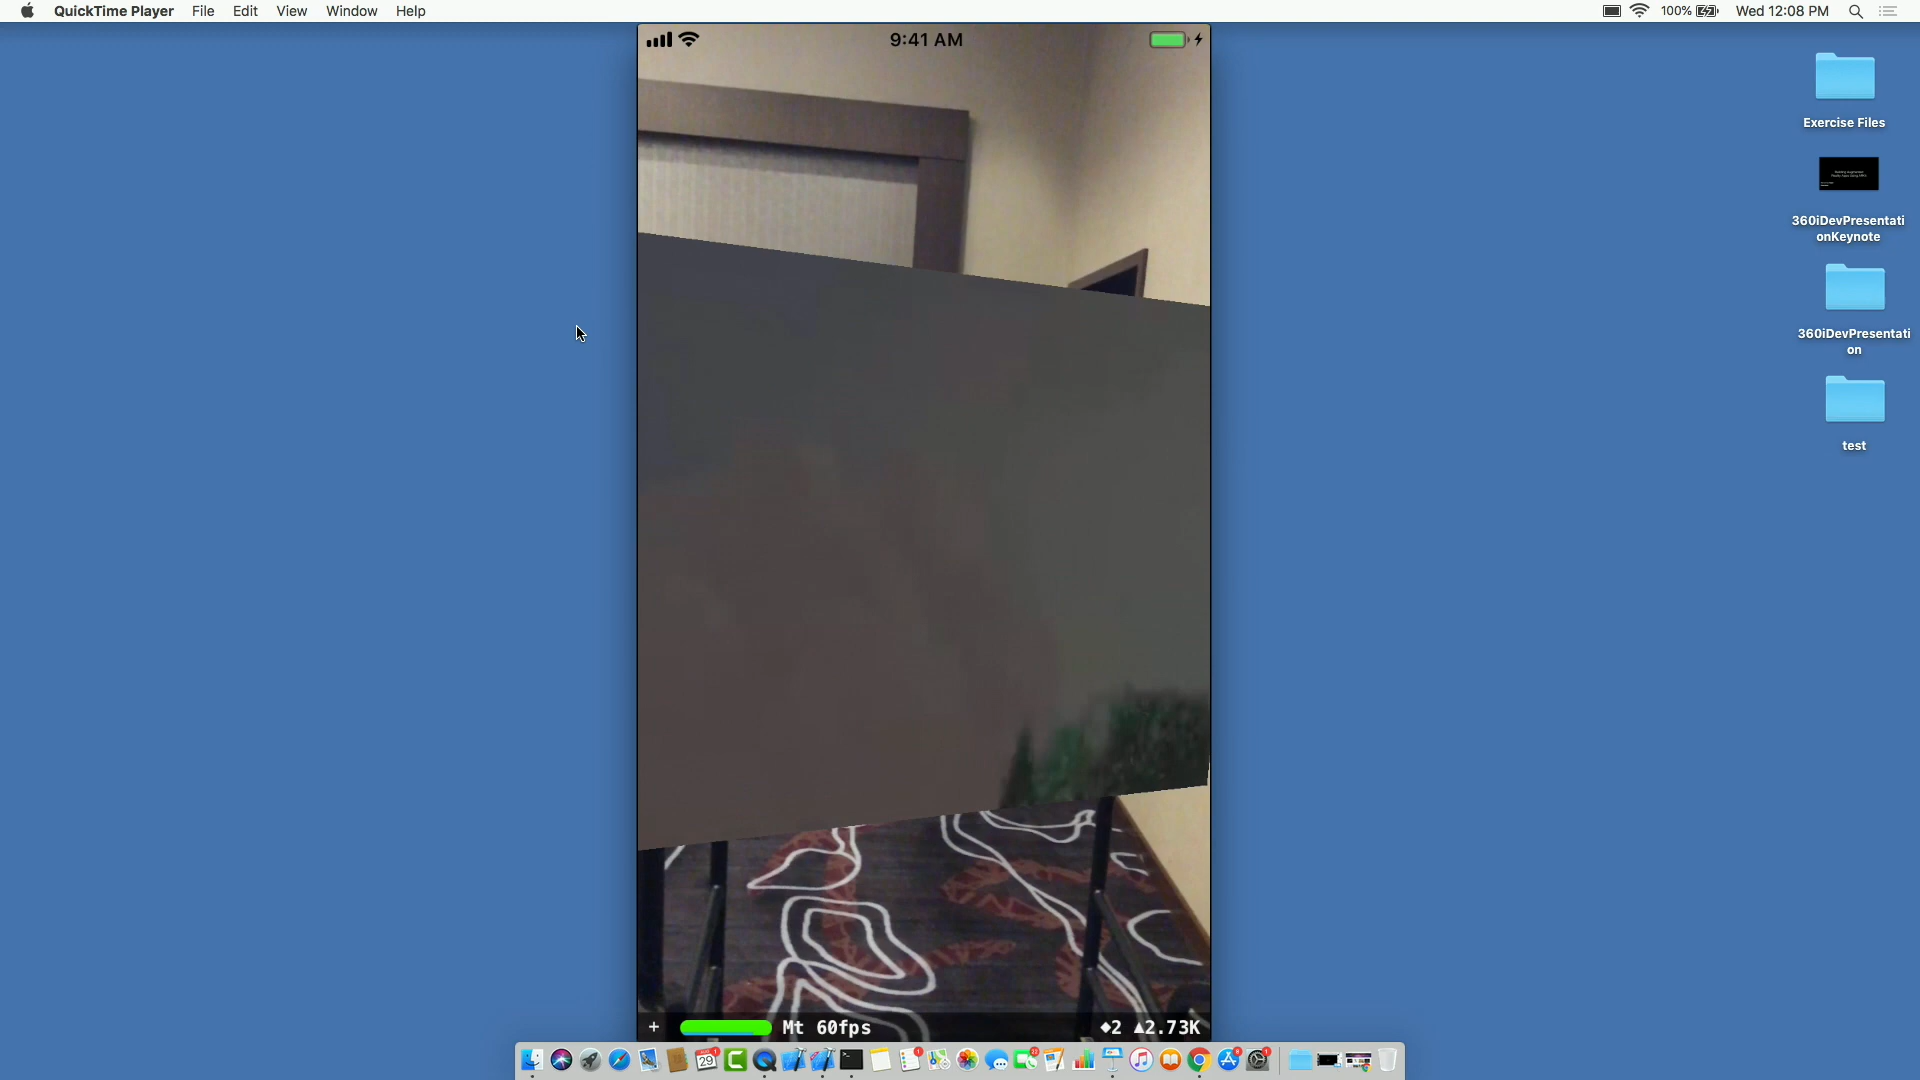 QuickTime Player File Edit View Window Help 100% Wed 12:08 PM
9:41 AM
Exercise Files
360iDevPresentati
onKeynote
360iDevPresentati
on
test
+ Mt 60fps ◆2 ▲2.73K
29